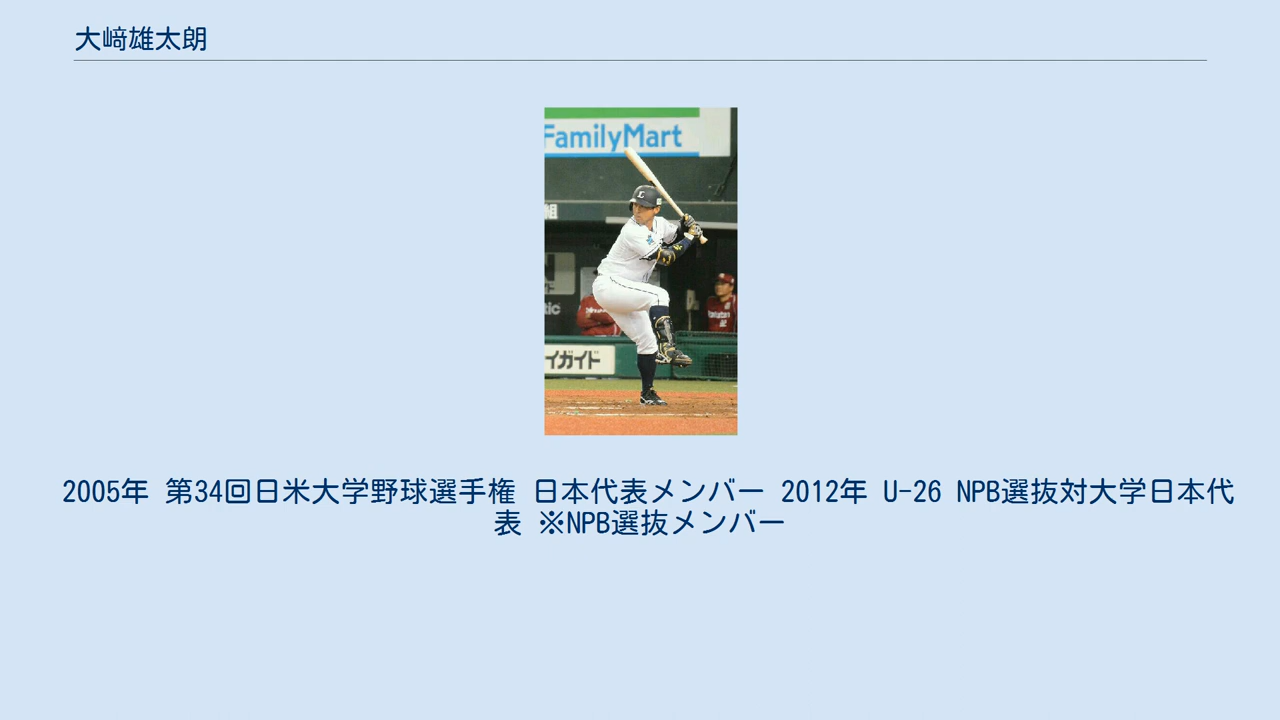 大﨑雄太朗
FamilyMart
L
組
tic
イガイド
2005年 第34回日米大学野球選手権 日本代表メンバー 2012年 U-26 NPB選抜対大学日本代
表 ※NPB選抜メンバー